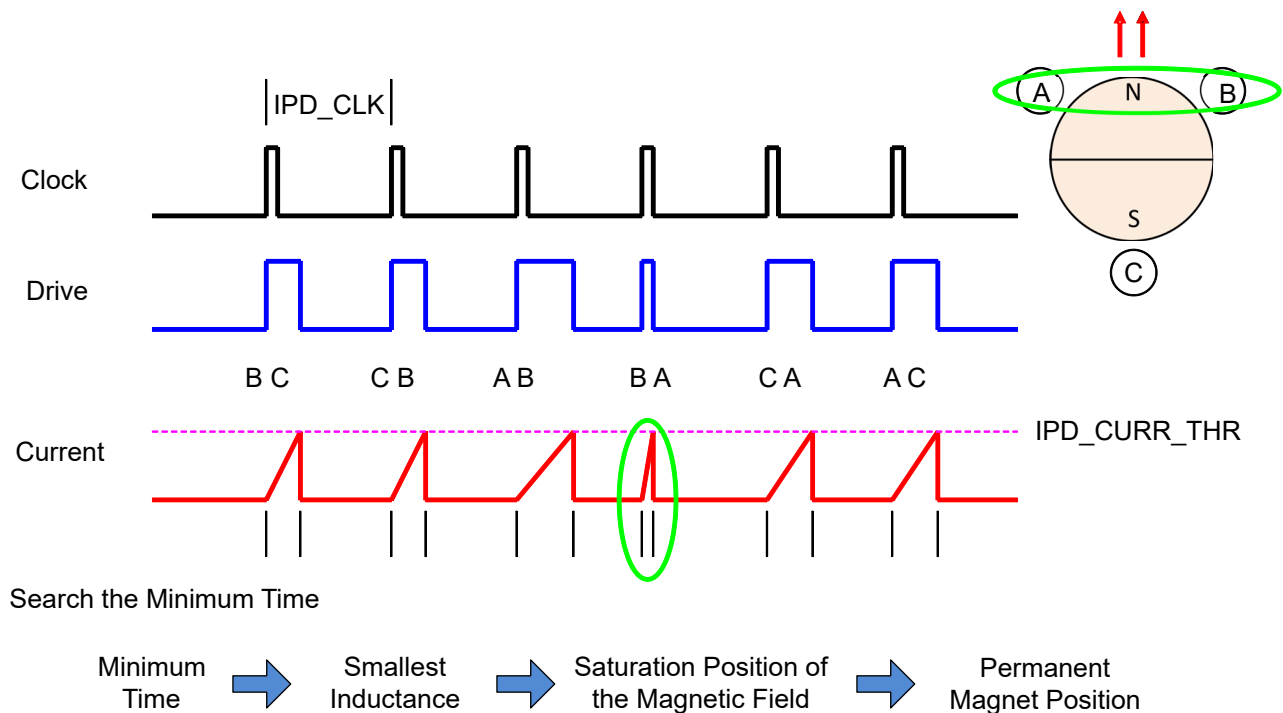 IPD_CLK
A
N
B
Clock
S
C
Drive
B C
C B
A B
B A
C A
A C
IPD_CURR_THR
Current
Search the Minimum Time
Minimum
Time
Smallest
Inductance
Saturation Position of
the Magnetic Field
Permanent
Magnet Position